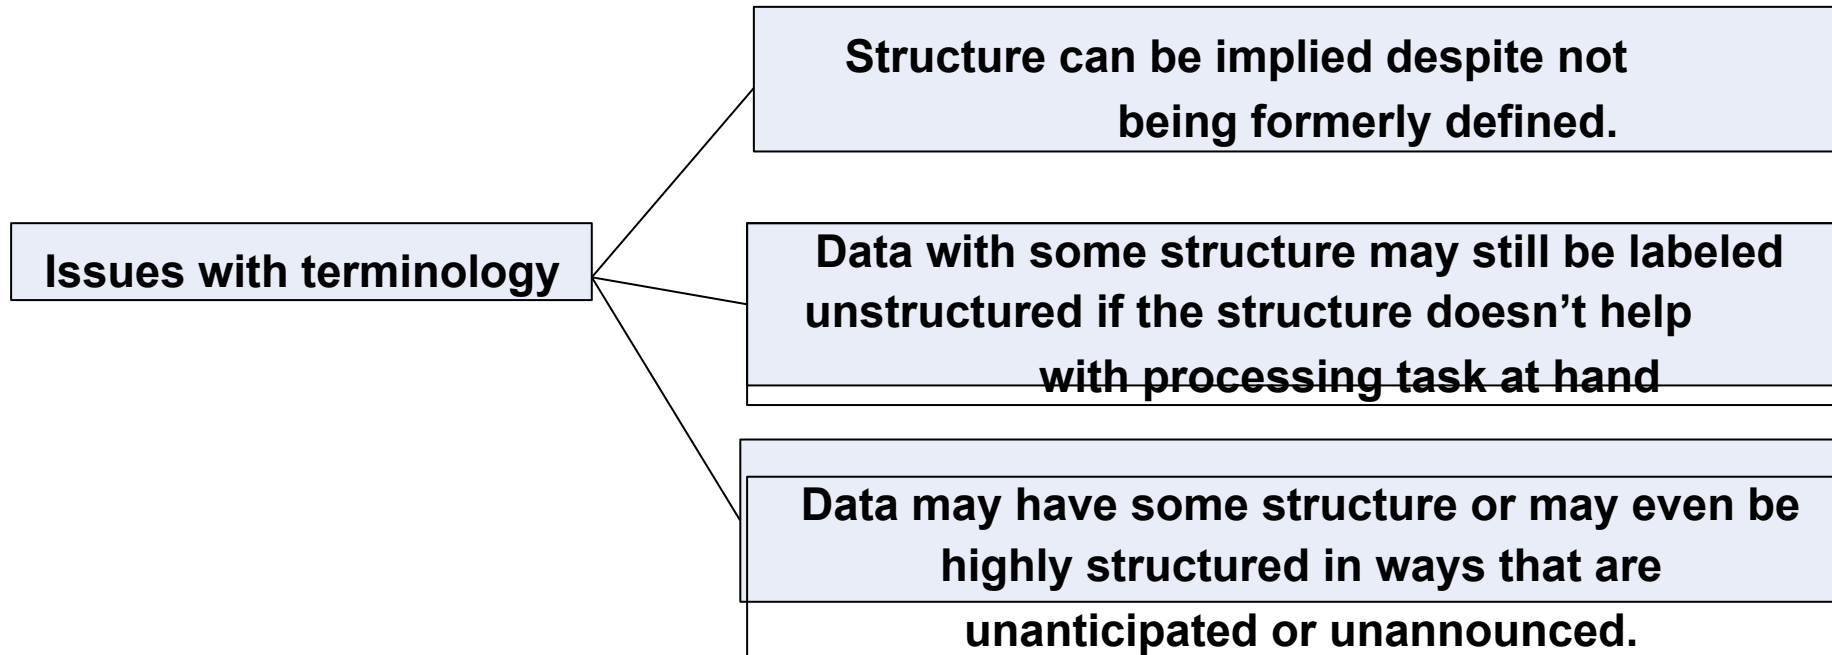 Structure can be implied despite not
being formerly defined.
Issues with terminology
Data with some structure may still be labeled
unstructured if the structure doesn’t help
with processing task at hand
Data may have some structure or may even be
highly structured in ways that are
unanticipated or unannounced.